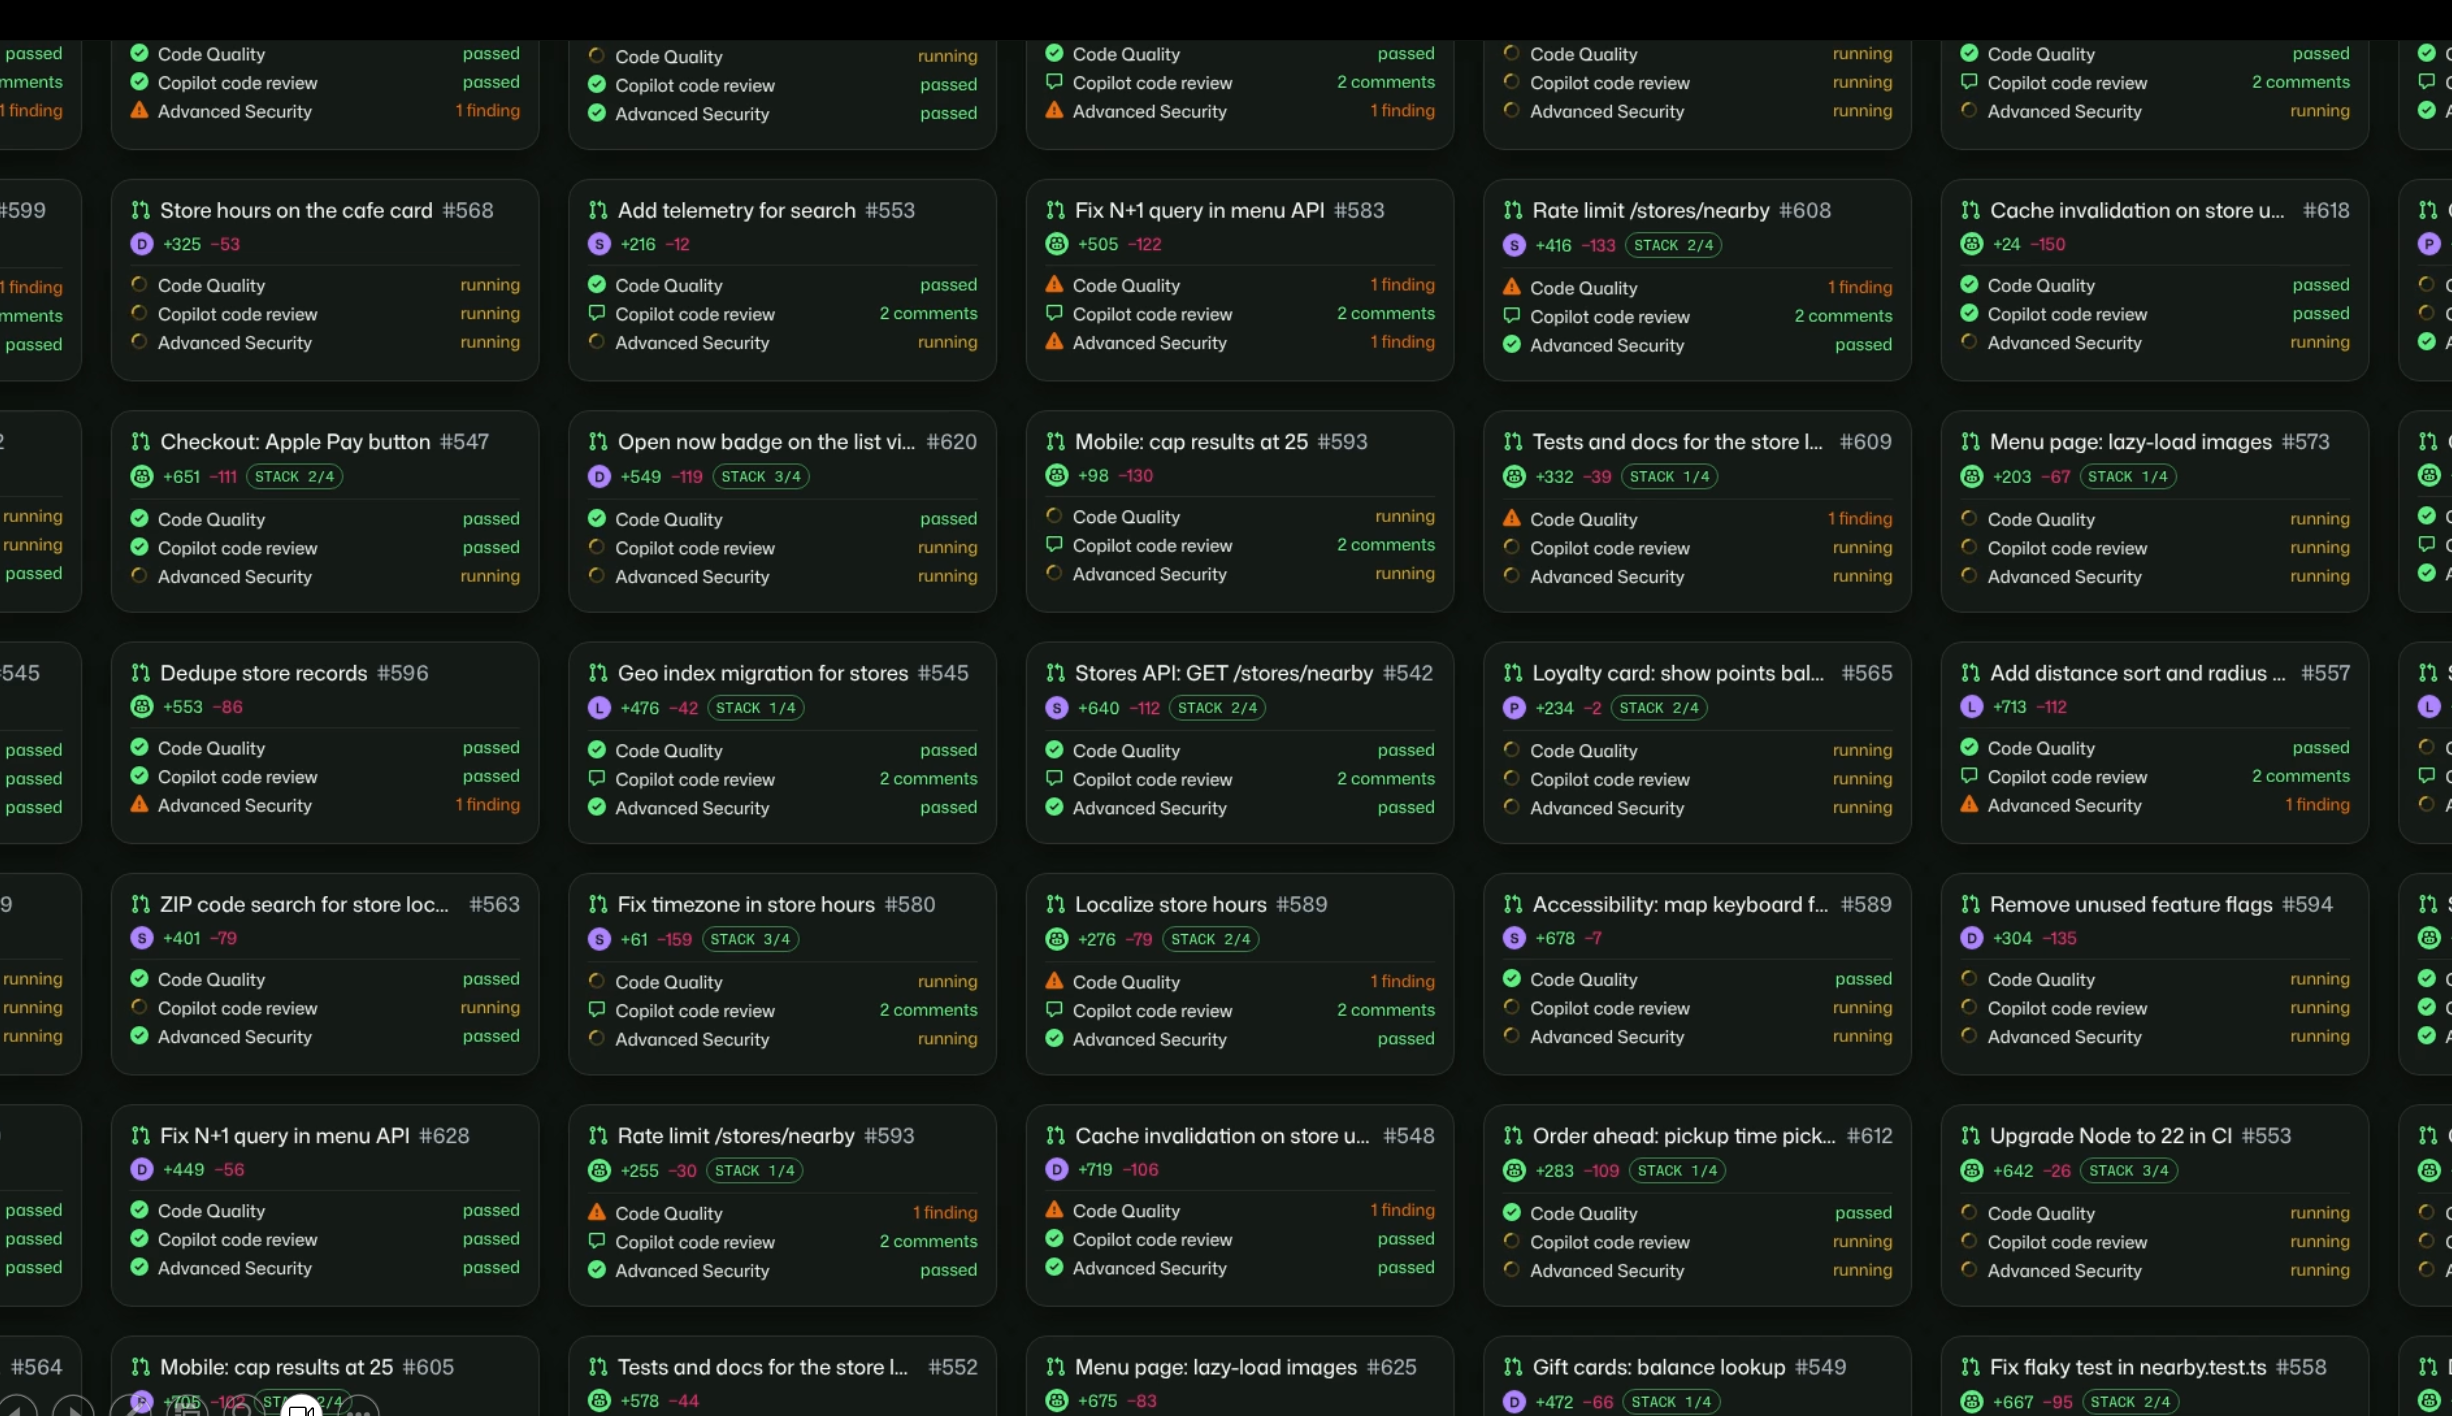 passed
mments
1 finding
Code Quality passed
Copilot code review passed
Advanced Security 1 finding
Code Quality running
Copilot code review passed
Advanced Security passed
Code Quality passed
Copilot code review 2 comments
Advanced Security 1 finding
Code Quality running
Copilot code review running
Advanced Security running
Code Quality passed
Copilot code review 2 comments
Advanced Security running
#599
1 finding
mments
passed
Store hours on the cafe card #568
D +325 -53
Code Quality running
Copilot code review running
Advanced Security running
Add telemetry for search #553
S +216 -12
Code Quality passed
Copilot code review 2 comments
Advanced Security running
Fix N+1 query in menu API #583
+505 -122
Code Quality 1 finding
Copilot code review 2 comments
Advanced Security 1 finding
Rate limit /stores/nearby #608
S +416 -133 STACK 2/4
Code Quality 1 finding
Copilot code review 2 comments
Advanced Security passed
Cache invalidation on store u... #618
+24 -150
Code Quality passed
Copilot code review passed
Advanced Security running
P
running
running
passed
Checkout: Apple Pay button #547
+651 -111 STACK 2/4
Code Quality passed
Copilot code review passed
Advanced Security running
Open now badge on the list vi... #620
D +549 -119 STACK 3/4
Code Quality passed
Copilot code review running
Advanced Security running
Mobile: cap results at 25 #593
+98 -130
Code Quality running
Copilot code review 2 comments
Advanced Security running
Tests and docs for the store l... #609
+332 -39 STACK 1/4
Code Quality 1 finding
Copilot code review running
Advanced Security running
Menu page: lazy-load images #573
+203 -67 STACK 1/4
Code Quality running
Copilot code review running
Advanced Security running
#545
passed
passed
passed
Dedupe store records #596
+553 -86
Code Quality passed
Copilot code review passed
Advanced Security 1 finding
Geo index migration for stores #545
L +476 -42 STACK 1/4
Code Quality passed
Copilot code review 2 comments
Advanced Security passed
Stores API: GET /stores/nearby #542
S +640 -112 STACK 2/4
Code Quality passed
Copilot code review 2 comments
Advanced Security passed
Loyalty card: show points bal... #565
P +234 -2 STACK 2/4
Code Quality running
Copilot code review running
Advanced Security running
Add distance sort and radius ... #557
L +713 -112
Code Quality passed
Copilot code review 2 comments
Advanced Security 1 finding
L
9
running
running
running
ZIP code search for store loc... #563
S +401 -79
Code Quality passed
Copilot code review running
Advanced Security passed
Fix timezone in store hours #580
S +61 -159 STACK 3/4
Code Quality running
Copilot code review 2 comments
Advanced Security running
Localize store hours #589
+276 -79 STACK 2/4
Code Quality 1 finding
Copilot code review 2 comments
Advanced Security passed
Accessibility: map keyboard f... #589
S +678 -7
Code Quality passed
Copilot code review running
Advanced Security running
Remove unused feature flags #594
D +304 -135
Code Quality running
Copilot code review running
Advanced Security running
passed
passed
passed
Fix N+1 query in menu API #628
D +449 -56
Code Quality passed
Copilot code review passed
Advanced Security passed
Rate limit /stores/nearby #593
+255 -30 STACK 1/4
Code Quality 1 finding
Copilot code review 2 comments
Advanced Security passed
Cache invalidation on store u... #548
D +719 -106
Code Quality 1 finding
Copilot code review passed
Advanced Security passed
Order ahead: pickup time pick... #612
+283 -109 STACK 1/4
Code Quality passed
Copilot code review running
Advanced Security running
Upgrade Node to 22 in CI #553
+642 -26 STACK 3/4
Code Quality running
Copilot code review running
Advanced Security running
#564
Mobile: cap results at 25 #605
2/4
Tests and docs for the store l... #552
+578 -44
Menu page: lazy-load images #625
+675 -83
Gift cards: balance lookup #549
D +472 -66 STACK 1/4
Fix flaky test in nearby.test.ts #558
+667 -95 STACK 2/4